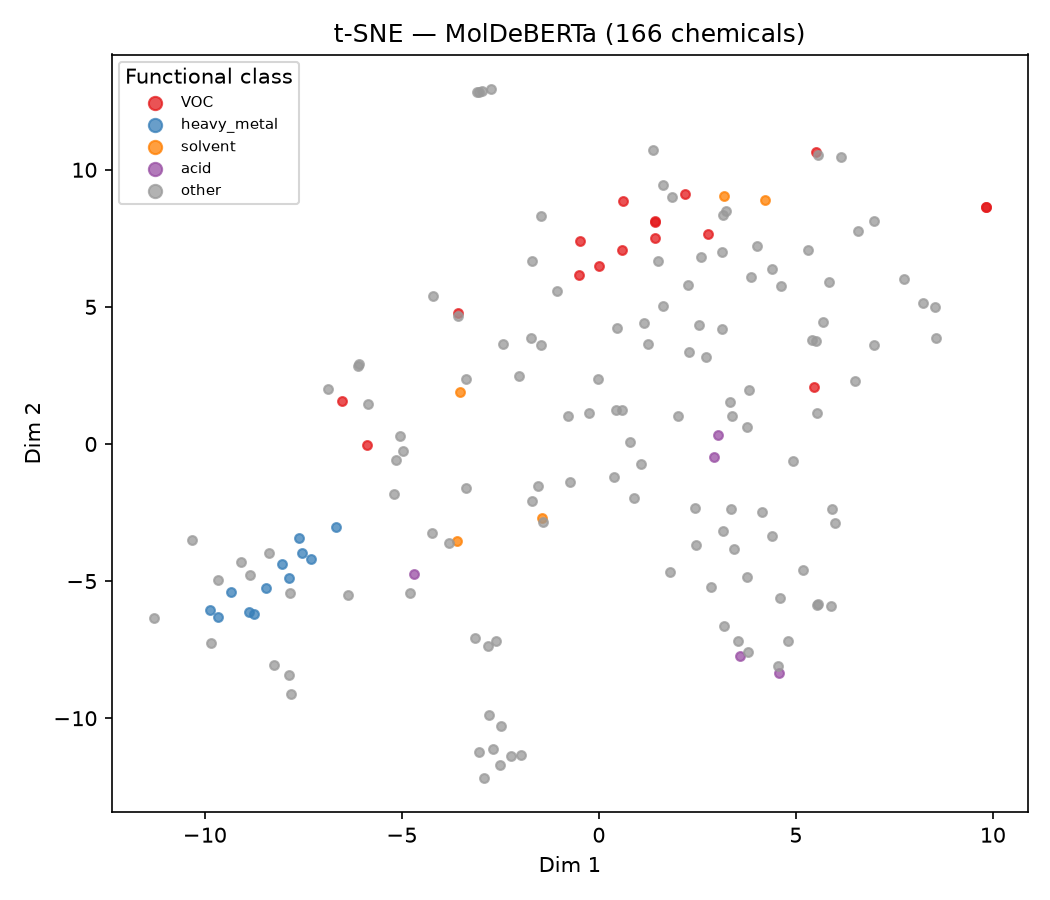 t-SNE — MolDeBERTa (166 chemicals)
Functional class
VOC
heavy_metal
solvent
acid
other
Dim 2
10
5
0
−5
−10
−10
−5
0
5
10
Dim 1